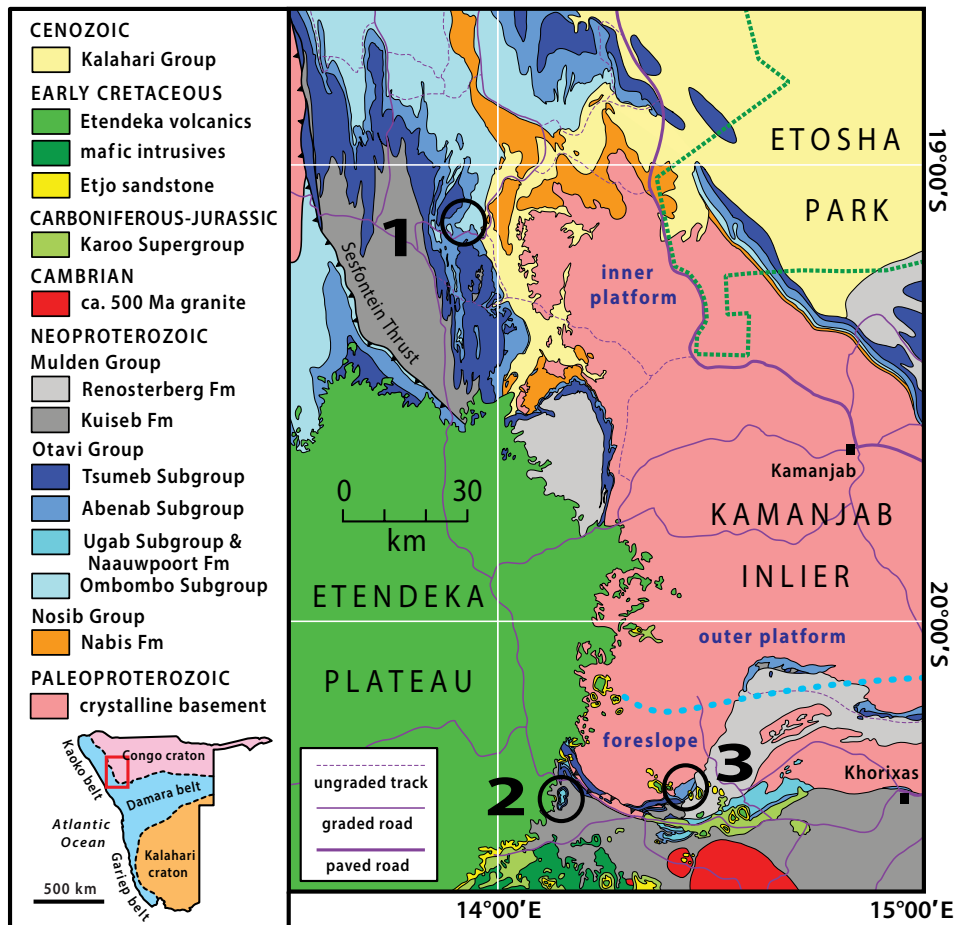 CENOZOIC
Kalahari Group
EARLY CRETACEOUS
Etendeka volcanics
mafic intrusives
Etjo sandstone
CARBONIFEROUS-JURASSIC
Karoo Supergroup
CAMBRIAN
ca. 500 Ma granite
NEOPROTEROZOIC
Mulden Group
Renosterberg Fm
Kuiseb Fm
Otavi Group
Tsumeb Subgroup
Abenab Subgroup
Ugab Subgroup &
Naauwpoort Fm
Ombombo Subgroup
Nosib Group
Nabis Fm
PALEOPROTEROZOIC
crystalline basement
Kaoko belt
Congo craton
Damara belt
Atlantic
Ocean
Gariep belt
Kalahari
craton
500 km
ETOSHA
PARK
19°00'S
1
Sesfontein Thrust
inner
platform
0 30
km
Kamanjab
KAMANJAB
INLIER
ETENDEKA
PLATEAU
20°00'S
outer platform
foreslope
2
3
Khorixas
ungraded track
graded road
paved road
14°00'E
15°00'E